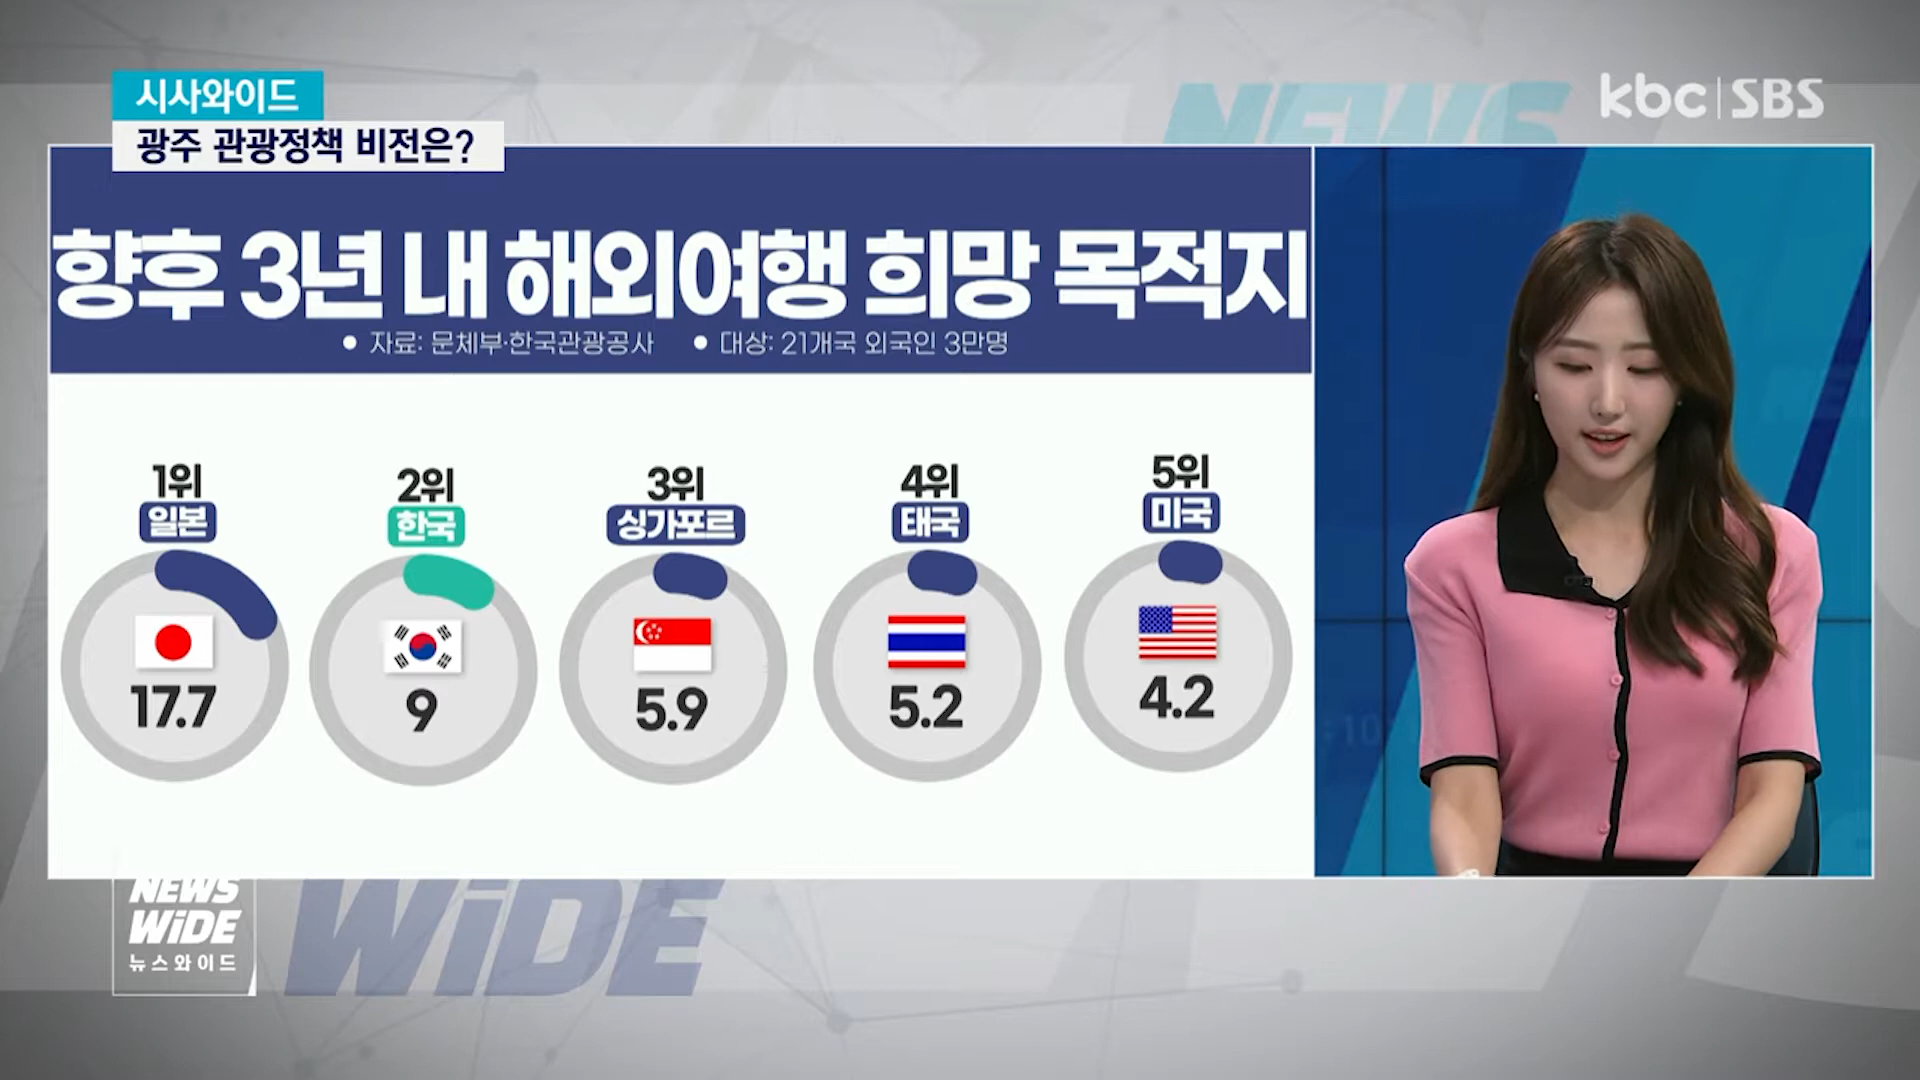 시사와이드
광주 관광정책 비전은?
NEWS
kbc SBS
향후 3년 내 해외여행 희망 목적지
● 자료: 문체부·한국관광공사 ● 대상: 21개국 외국인 3만명
1위
일본
17.7
2위
한국
9
3위
싱가포르
5.9
4위
태국
5.2
5위
미국
4.2
NEWS
WiDE
뉴스와이드
WiDE